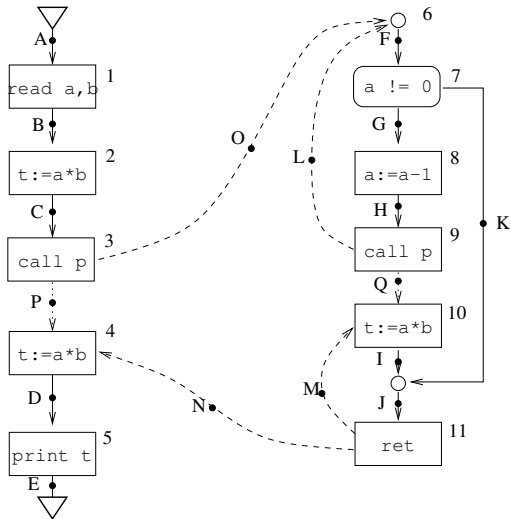 A
1
read a,b
B
2
t:=a*b
C
3
call p
P
4
t:=a*b
D
5
print t
E
O
L
N
M
6
F
7
a != 0
G
8
a:=a-1
H
9
call p
Q
10
t:=a*b
I
J
11
ret
K